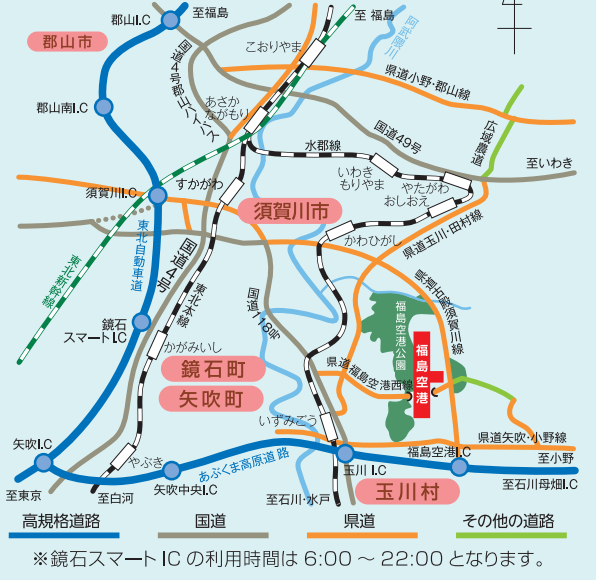 郡山I.C
至福島
至 福島
阿武隈川
郡山市
こおりやま
国道4号郡山バイパス
県道小野・郡山線
郡山南I.C
あさか
ながもり
国道49号
広域農道
水郡線
至いわき
いわき
もりやま
やたがわ
おしおえ
須賀川I.C
すかがわ
須賀川市
かわひがし
県道玉川・田村線
東北新幹線
東北自動車道
国道4号
東北本線
国道118号
県道古殿須賀川線
福島空港公園
福島空港
鏡石
スマートI.C
かがみいし
鏡石町
矢吹町
県道福島空港西線
いずみごう
県道矢吹・小野線
矢吹I.C
やぶき
あぶくま高原道路
玉川 I.C
福島空港I.C
至小野
至東京
至白河
矢吹中央I.C
至石川・水戸
玉川村
至石川母畑I.C
高規格道路
国道
県道
その他の道路
※鏡石スマートICの利用時間は 6:00 ～ 22:00 となります。